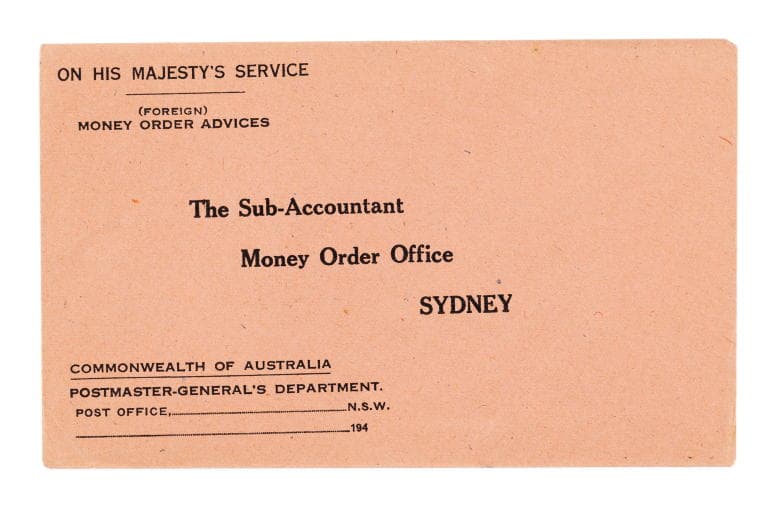 ON HIS MAJESTY'S SERVICE
(FOREIGN)
MONEY ORDER ADVICES
The Sub-Accountant
Money Order Office
SYDNEY
COMMONWEALTH OF AUSTRALIA
POSTMASTER-GENERAL'S DEPARTMENT.
POST OFFICE,..............................N.S.W.
..............................194